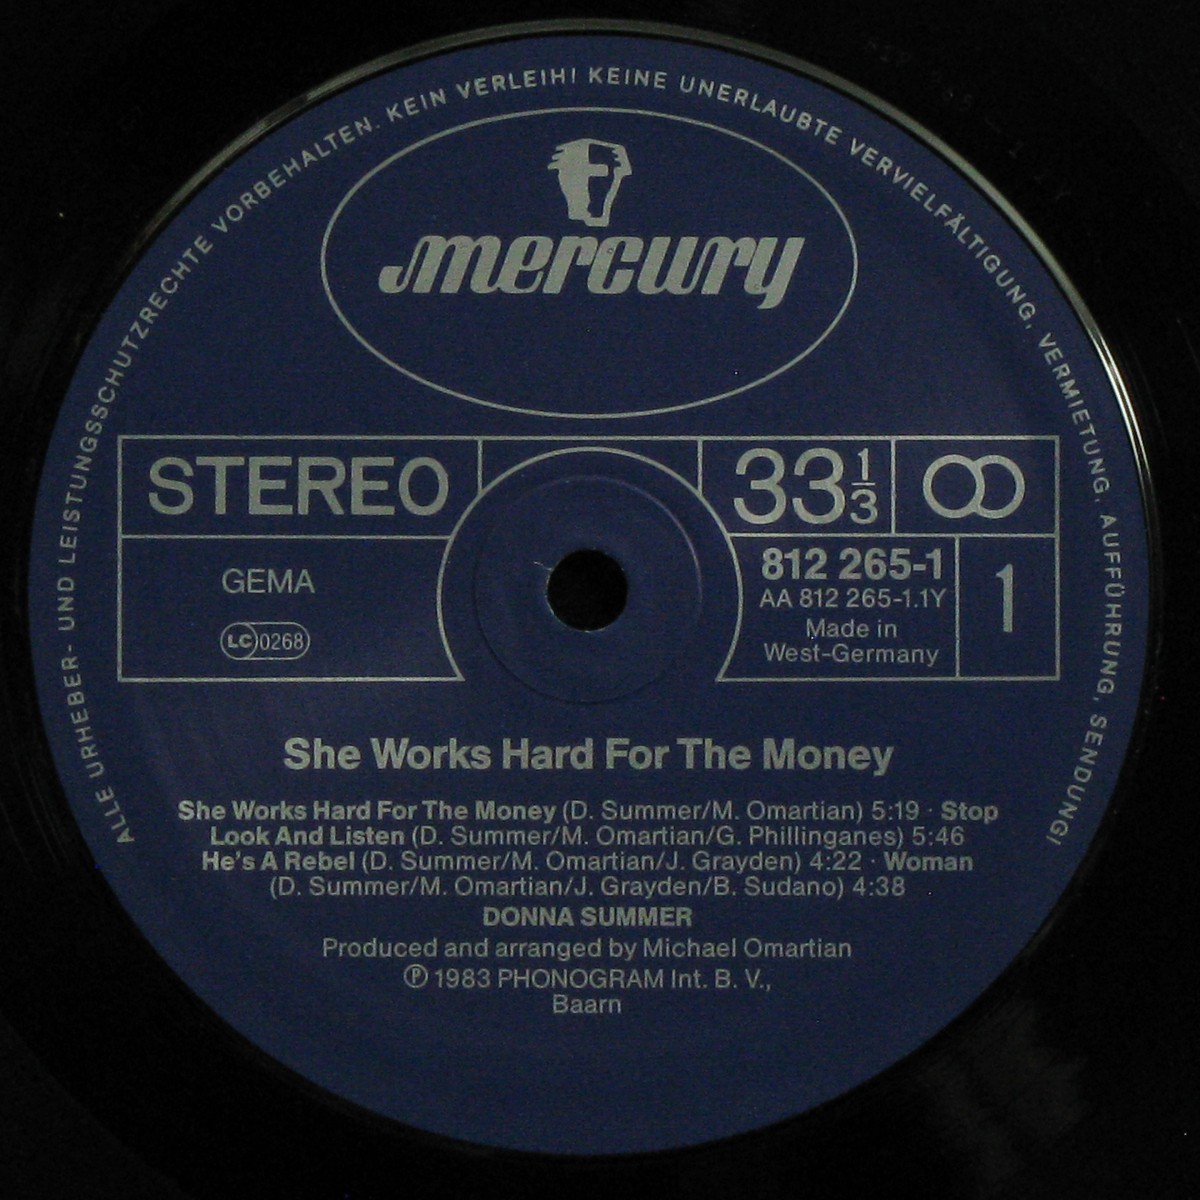 ALLE URHEBER- UND LEISTUNGSSCHUTZRECHTE VORBEHALTEN. KEIN VERLEIH! KEINE UNERLAUBTE VERVIELFÄLTIGUNG, VERMIETUNG, AUFFÜHRUNG, SENDUNG!
mercury
STEREO
33 1/3
GEMA
LC 0268
812 265-1
AA 812 265-1.1Y
Made in
West-Germany
1
She Works Hard For The Money
She Works Hard For The Money (D. Summer/M. Omartian) 5:19 · Stop
Look And Listen (D. Summer/M. Omartian/G. Phillinganes) 5:46
He's A Rebel (D. Summer/M. Omartian/J. Grayden) 4:22 · Woman
(D. Summer/M. Omartian/J. Grayden/B. Sudano) 4:38
DONNA SUMMER
Produced and arranged by Michael Omartian
℗ 1983 PHONOGRAM Int. B. V.,
Baarn